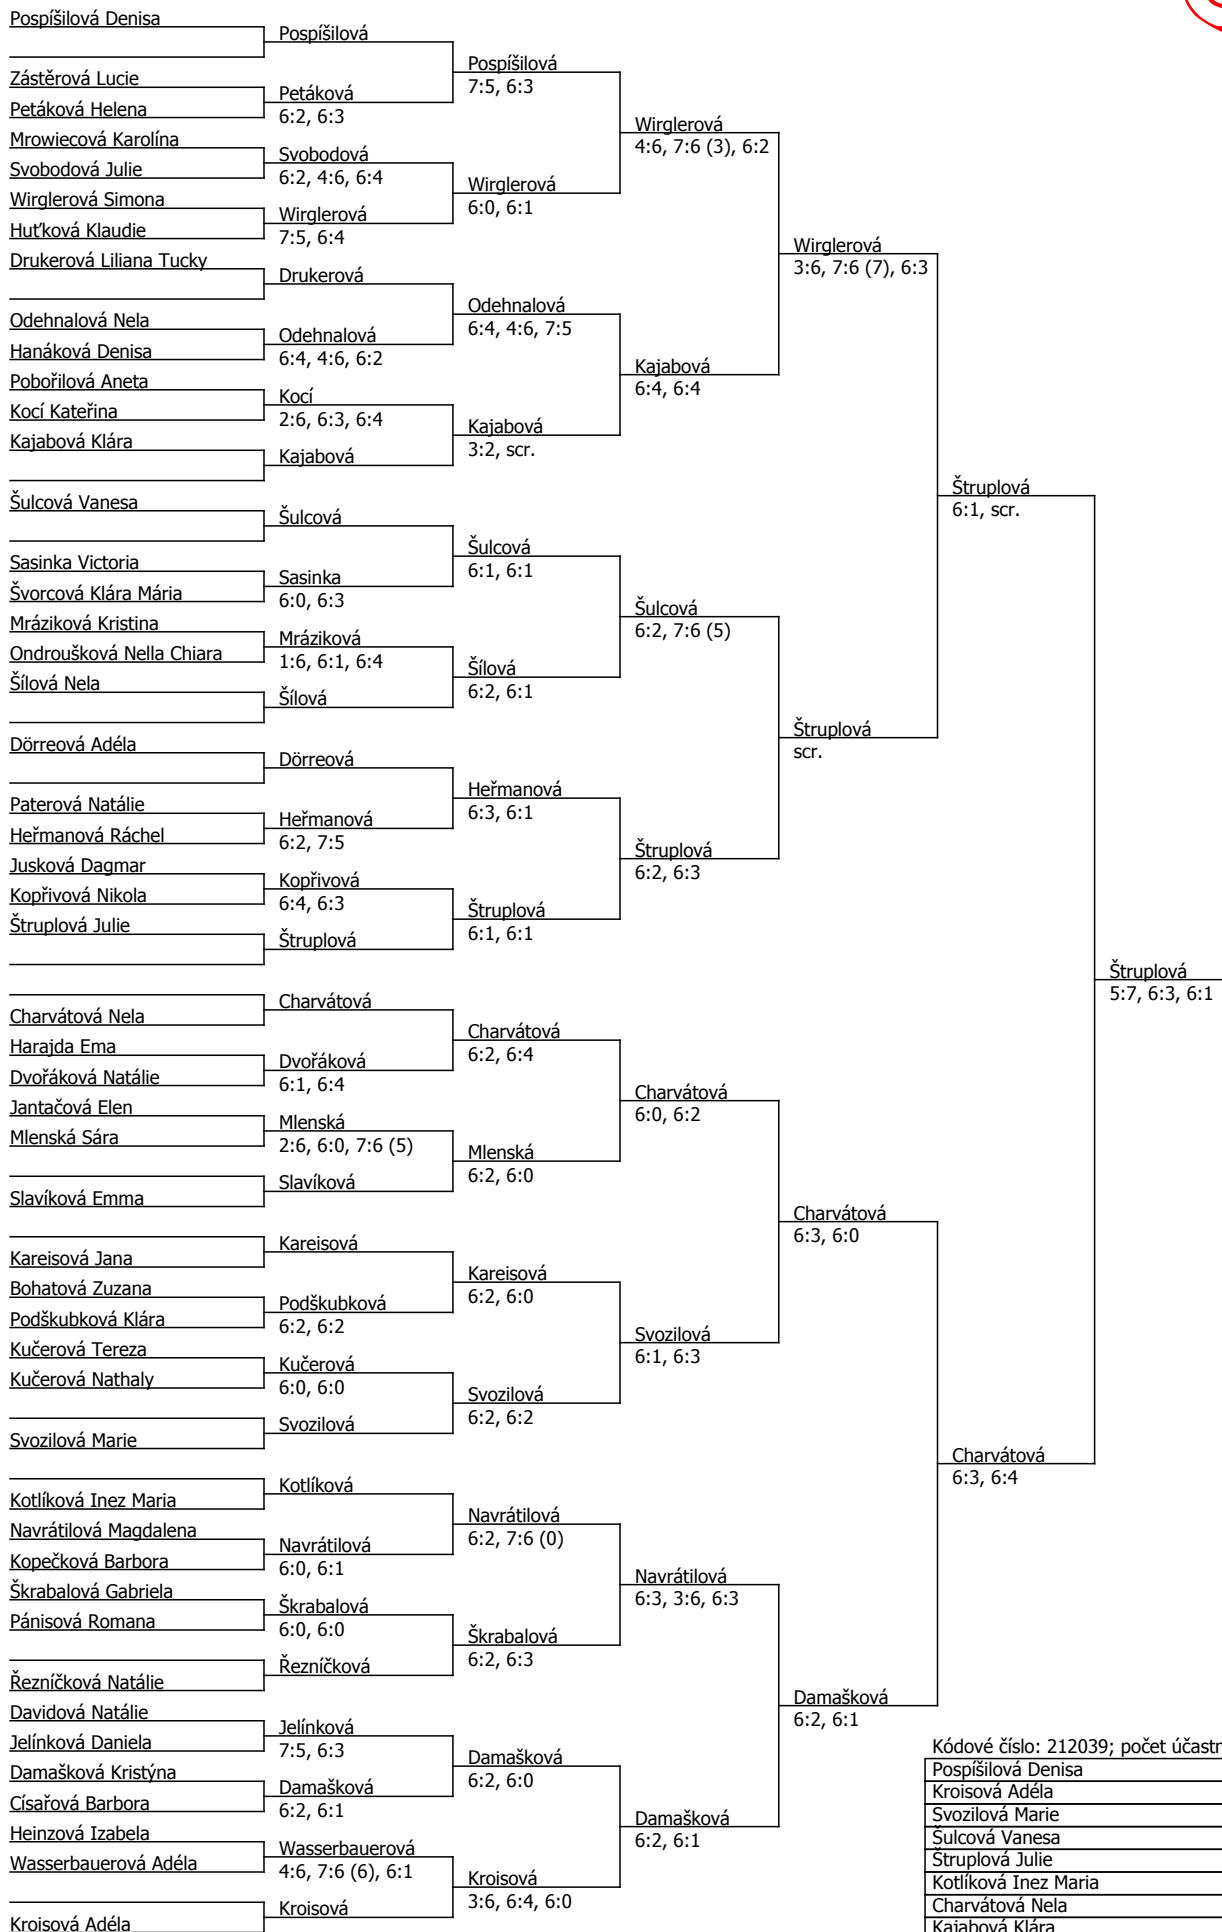 Pospíšilová Denisa
Zástěrová Lucie
Petáková Helena
Mrowiecová Karolína
Svobodová Julie
Wirglerová Simona
Huťková Klaudie
Drukerová Liliana Tucky
Odehnalová Nela
Hanáková Denisa
Pobořilová Aneta
Kocí Kateřina
Kajabová Klára
Šulcová Vanesa
Sasinka Victoria
Švorcová Klára Mária
Mráziková Kristina
Ondroušková Nella Chiara
Šílová Nela
Dörreová Adéla
Paterová Natálie
Heřmanová Ráchel
Jusková Dagmar
Kopřivová Nikola
Štruplová Julie
Charvátová Nela
Harajda Ema
Dvořáková Natálie
Jantačová Elen
Mlenská Sára
Slavíková Emma
Kareisová Jana
Bohatová Zuzana
Podškubková Klára
Kučerová Tereza
Kučerová Nathaly
Svozilová Marie
Kotlíková Inez Maria
Navrátilová Magdalena
Kopečková Barbora
Škrabalová Gabriela
Pánisová Romana
Řezníčková Natálie
Davidová Natálie
Jelínková Daniela
Damašková Kristýna
Císařová Barbora
Heinzová Izabela
Wasserbauerová Adéla
Kroisová Adéla
Pospíšilová
Petáková
6:2, 6:3
Svobodová
6:2, 4:6, 6:4
Wirglerová
7:5, 6:4
Drukerová
Odehnalová
6:4, 4:6, 6:2
Kocí
2:6, 6:3, 6:4
Kajabová
Šulcová
Sasinka
6:0, 6:3
Mráziková
1:6, 6:1, 6:4
Šílová
Dörreová
Heřmanová
6:2, 7:5
Kopřivová
6:4, 6:3
Štruplová
Charvátová
Dvořáková
6:1, 6:4
Mlenská
2:6, 6:0, 7:6 (5)
Slavíková
Kareisová
Podškubková
6:2, 6:2
Kučerová
6:0, 6:0
Svozilová
Kotlíková
Navrátilová
6:0, 6:1
Škrabalová
6:0, 6:0
Řezníčková
Jelínková
7:5, 6:3
Damašková
6:2, 6:1
Wasserbauerová
4:6, 7:6 (6), 6:1
Kroisová
Pospíšilová
7:5, 6:3
Wirglerová
6:0, 6:1
Odehnalová
6:4, 4:6, 7:5
Kajabová
3:2, scr.
Šulcová
6:1, 6:1
Šílová
6:2, 6:1
Heřmanová
6:3, 6:1
Štruplová
6:1, 6:1
Charvátová
6:2, 6:4
Mlenská
6:2, 6:0
Kareisová
6:2, 6:0
Svozilová
6:2, 6:2
Navrátilová
6:2, 7:6 (0)
Škrabalová
6:2, 6:3
Damašková
6:2, 6:0
Kroisová
3:6, 6:4, 6:0
Wirglerová
4:6, 7:6 (3), 6:2
Kajabová
6:4, 6:4
Šulcová
6:2, 7:6 (5)
Štruplová
6:2, 6:3
Charvátová
6:0, 6:2
Svozilová
6:1, 6:3
Navrátilová
6:3, 3:6, 6:3
Damašková
6:2, 6:1
Wirglerová
3:6, 7:6 (7), 6:3
Štruplová
scr.
Charvátová
6:3, 6:0
Damašková
6:2, 6:1
Štruplová
6:1, scr.
Charvátová
6:3, 6:4
Štruplová
5:7, 6:3, 6:1
Kódové číslo: 212039; počet účastn
Pospíšilová Denisa
Kroisová Adéla
Svozilová Marie
Šulcová Vanesa
Štruplová Julie
Kotlíková Inez Maria
Charvátová Nela
Kajabová Klára